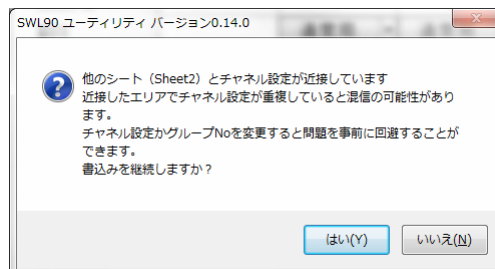 SWL90 ユーティリティ バージョン0.14.0
他のシート（Sheet2）とチャネル設定が近接しています
近接したエリアでチャネル設定が重複していると混信の可能性があり
ます。
チャネル設定かグループNoを変更すると問題を事前に回避することが
できます。
書込みを継続しますか？
はい(Y)
いいえ(N)